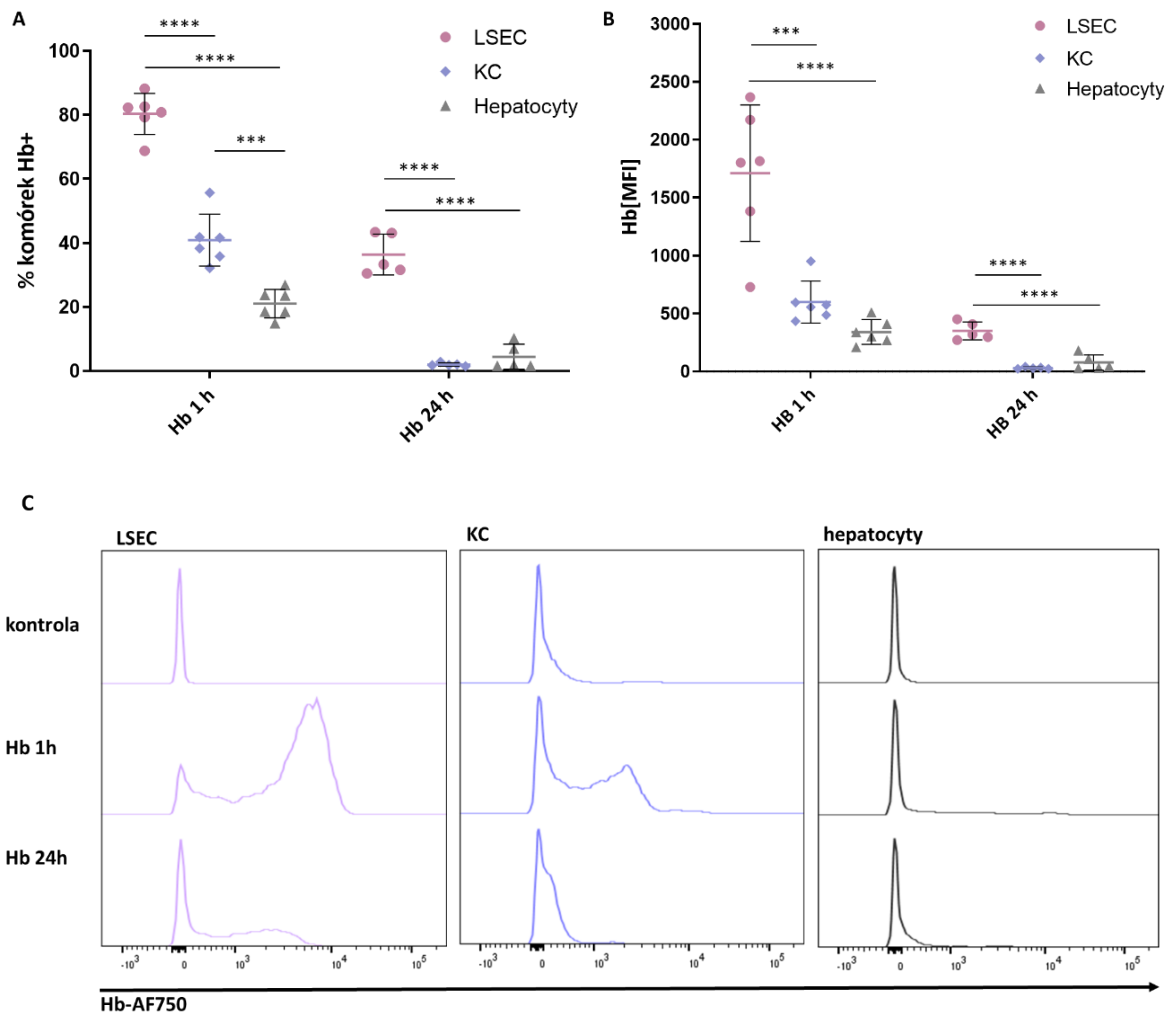 A
****
****
***
****
****
LSEC
KC
Hepatocyty
100
80
60
40
20
0
% komórek Hb+
Hb 1 h
Hb 24 h
B
***
****
****
****
LSEC
KC
Hepatocyty
3000
2500
2000
1500
1000
500
0
Hb[MFI]
HB 1 h
HB 24 h
C
LSEC
KC
hepatocyty
kontrola
Hb 1h
Hb 24h
-10³ 0 10³ 10⁴ 10⁵
-10³ 0 10³ 10⁴ 10⁵
-10³ 0 10³ 10⁴ 10⁵
Hb-AF750